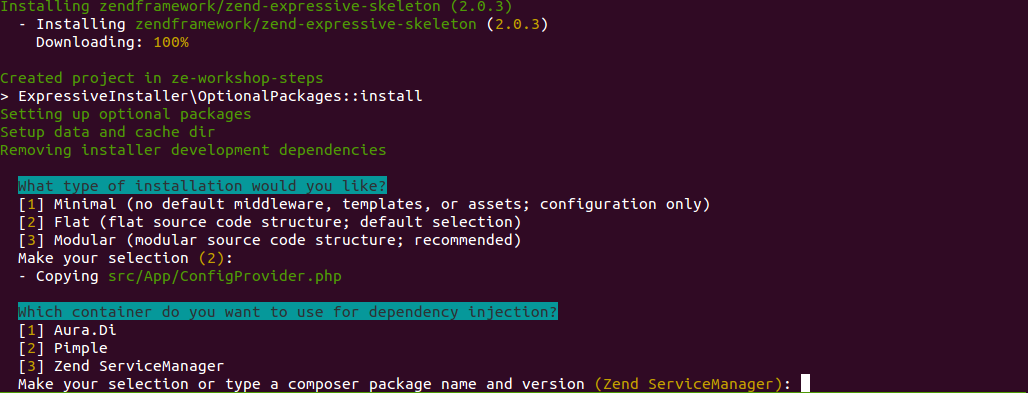 Installing zendframework/zend-expressive-skeleton (2.0.3)
  - Installing zendframework/zend-expressive-skeleton (2.0.3)
    Downloading: 100%
Created project in ze-workshop-steps
> ExpressiveInstaller\OptionalPackages::install
Setting up optional packages
Setup data and cache dir
Removing installer development dependencies
  What type of installation would you like?
  [1] Minimal (no default middleware, templates, or assets; configuration only)
  [2] Flat (flat source code structure; default selection)
  [3] Modular (modular source code structure; recommended)
  Make your selection (2):
  - Copying src/App/ConfigProvider.php
  Which container do you want to use for dependency injection?
  [1] Aura.Di
  [2] Pimple
  [3] Zend ServiceManager
  Make your selection or type a composer package name and version (Zend ServiceManager):